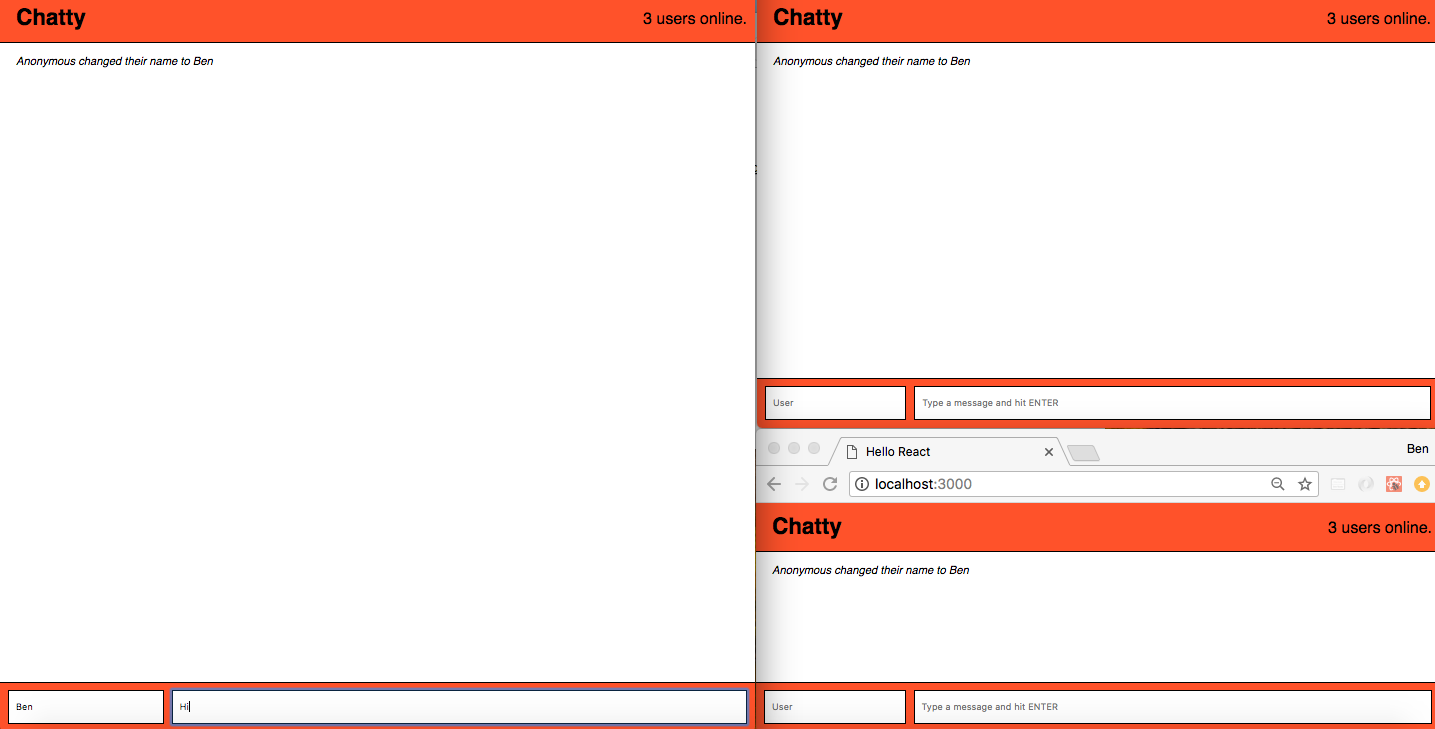 Chatty
3 users online.
Anonymous changed their name to Ben
Ben
Hi
Chatty
3 users online.
Anonymous changed their name to Ben
User
Type a message and hit ENTER
Hello React
Ben
localhost:3000
Chatty
3 users online.
Anonymous changed their name to Ben
User
Type a message and hit ENTER